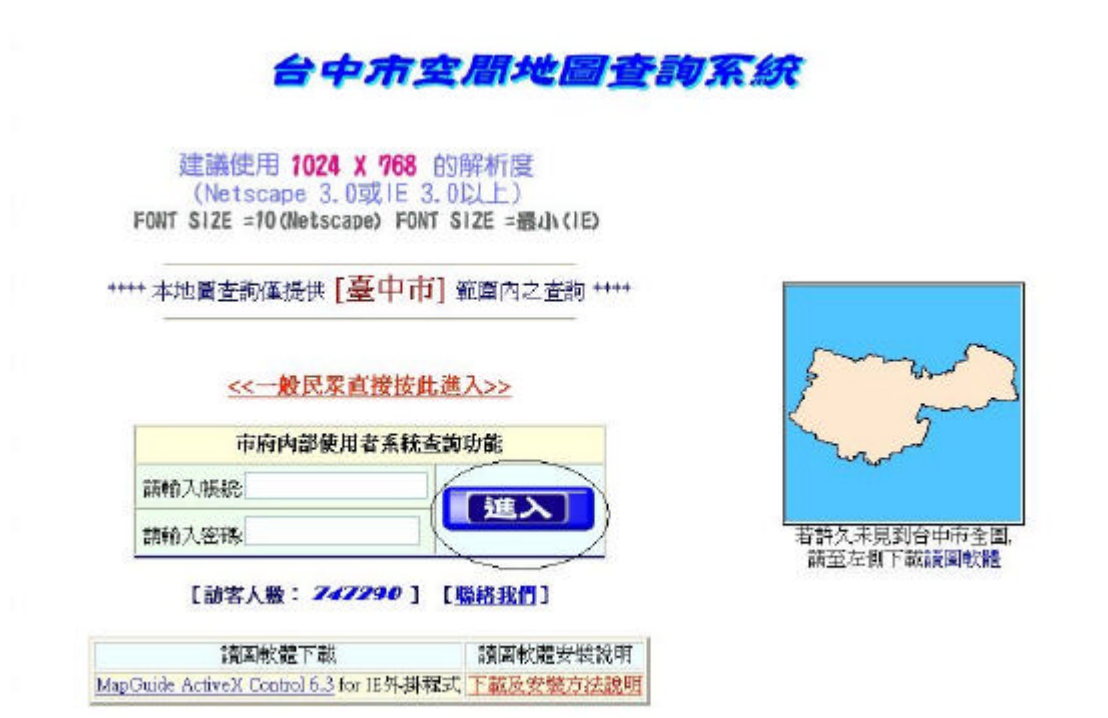 台中市空間地圖查詢系統
建議使用 1024 X 768 的解析度
(Netscape 3.0或IE 3.0以上)
FONT SIZE =10(Netscape) FONT SIZE =最小(IE)
**** 本地圖查詢僅提供 [臺中市] 範圍內之查詢 ****
<<一般民眾直接按此進入>>
市府內部使用者系統查詢功能
請輸入帳號:
進入
請輸入密碼:
若許久未見到台中市全圖,
請至左側下載讀圖軟體
[訪客人數： 747290 ] [聯絡我們]
讀圖軟體下載 讀圖軟體安裝說明
MapGuide ActiveX Control 6.3 for IE外掛程式 下載及安裝方法說明